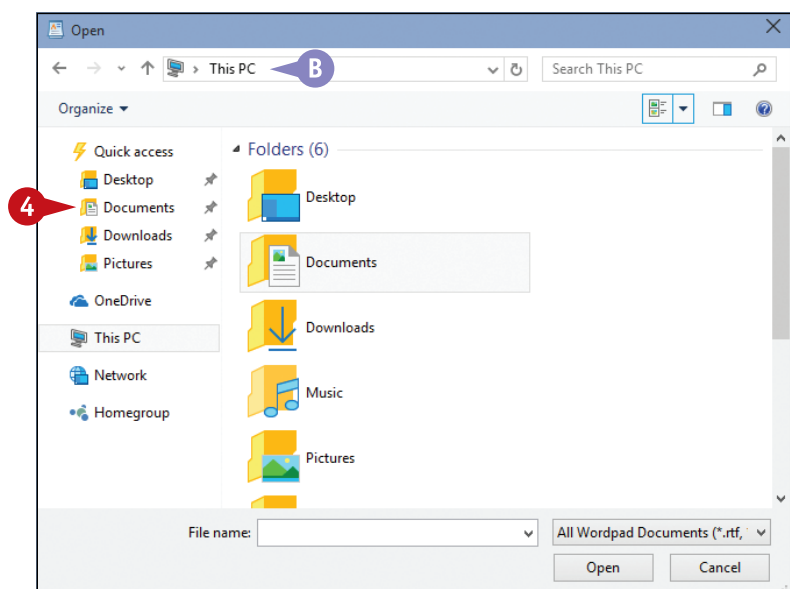 Open
This PC
B
Search This PC
Organize
Quick access
Folders (6)
Desktop
Desktop
4
Documents
Documents
Downloads
Pictures
OneDrive
Downloads
This PC
Network
Music
Homegroup
Pictures
File name:
All Wordpad Documents (*.rtf,
Open
Cancel